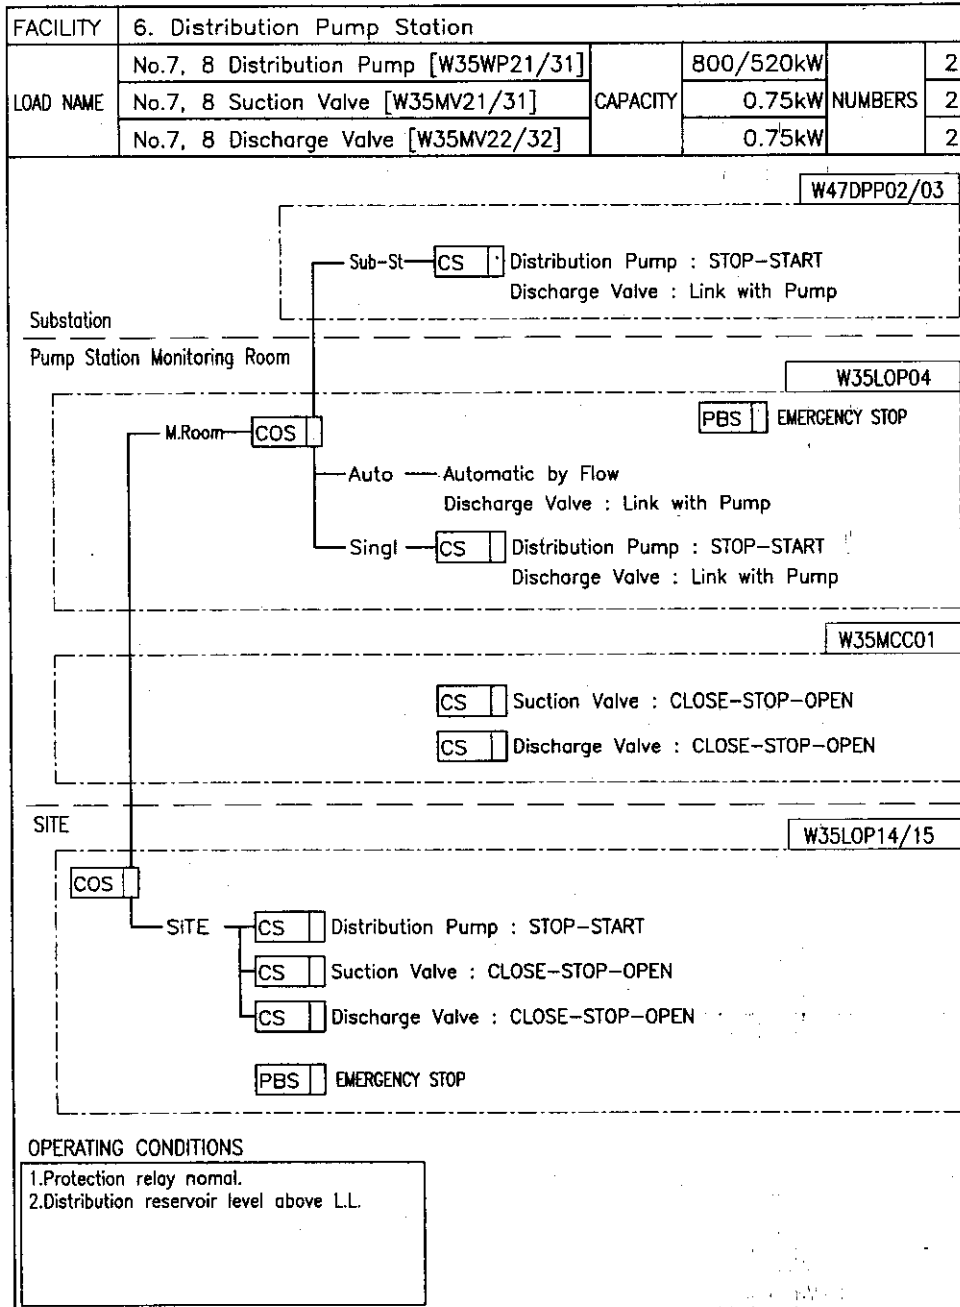 FACILITY 6. Distribution Pump Station
No.7, 8 Distribution Pump [W35WP21/31] 800/520kW 2
LOAD NAME No.7, 8 Suction Valve [W35MV21/31] CAPACITY 0.75kW NUMBERS 2
No.7, 8 Discharge Valve [W35MV22/32] 0.75kW 2
W47DPP02/03
Sub-St CS Distribution Pump : STOP-START
Discharge Valve : Link with Pump
Substation
Pump Station Monitoring Room
W35LOP04
PBS EMERGENCY STOP
M.Room COS
Auto Automatic by Flow
Discharge Valve : Link with Pump
Singl CS Distribution Pump : STOP-START
Discharge Valve : Link with Pump
W35MCC01
CS Suction Valve : CLOSE-STOP-OPEN
CS Discharge Valve : CLOSE-STOP-OPEN
SITE
W35LOP14/15
COS
SITE CS Distribution Pump : STOP-START
CS Suction Valve : CLOSE-STOP-OPEN
CS Discharge Valve : CLOSE-STOP-OPEN
PBS EMERGENCY STOP
OPERATING CONDITIONS
1.Protection relay nomal.
2.Distribution reservoir level above L.L.